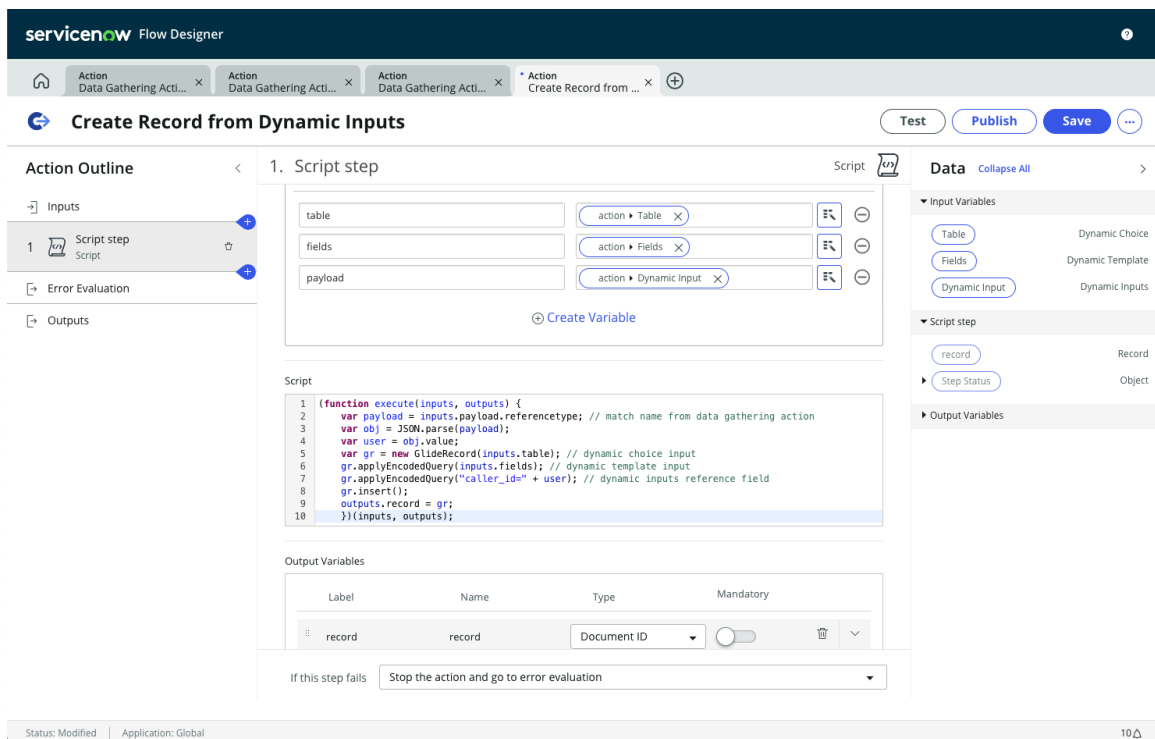 servicenow Flow Designer
Action
Data Gathering Acti...
Action
Data Gathering Acti...
Action
Data Gathering Acti...
Action
Create Record from ...
Create Record from Dynamic Inputs
Test
Publish
Save
Action Outline
Inputs
1
Script step
Script
Error Evaluation
Outputs
1. Script step
Script
table
action ▸ Table
fields
action ▸ Fields
payload
action ▸ Dynamic Input
Create Variable
Script
1 (function execute(inputs, outputs) {
2 var payload = inputs.payload.referencetype; // match name from data gathering action
3 var obj = JSON.parse(payload);
4 var user = obj.value;
5 var gr = new GlideRecord(inputs.table); // dynamic choice input
6 gr.applyEncodedQuery(inputs.fields); // dynamic template input
7 gr.applyEncodedQuery("caller_id=" + user); // dynamic inputs reference field
8 gr.insert();
9 outputs.record = gr;
10 })(inputs, outputs);
Output Variables
Label Name Type Mandatory
record record Document ID
If this step fails Stop the action and go to error evaluation
Data Collapse All
Input Variables
Table Dynamic Choice
Fields Dynamic Template
Dynamic Input Dynamic Inputs
Script step
record Record
Step Status Object
Output Variables
Status: Modified Application: Global
10